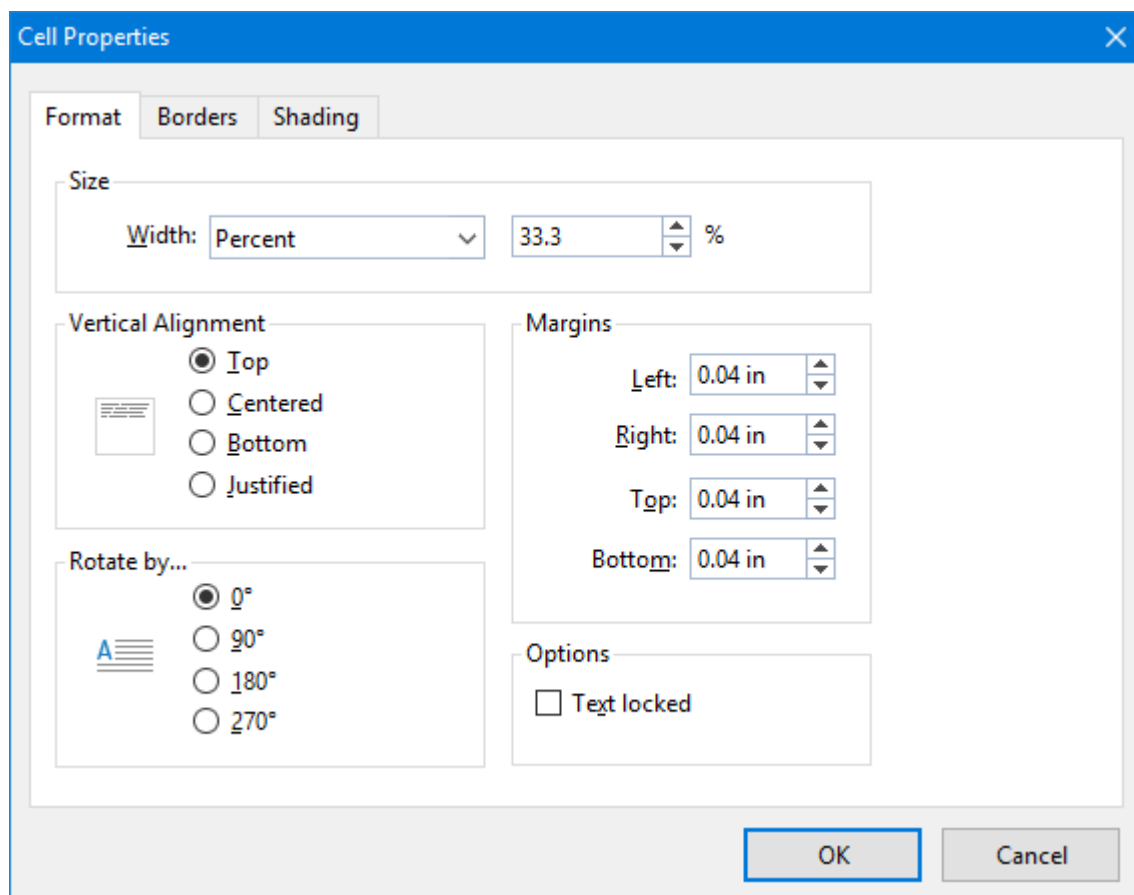 Cell Properties
Format Borders Shading
Size
Width: Percent 33.3 %
Vertical Alignment
Top
Centered
Bottom
Justified
Margins
Left: 0.04 in
Right: 0.04 in
Top: 0.04 in
Bottom: 0.04 in
Rotate by...
A
0°
90°
180°
270°
Options
Text locked
OK Cancel